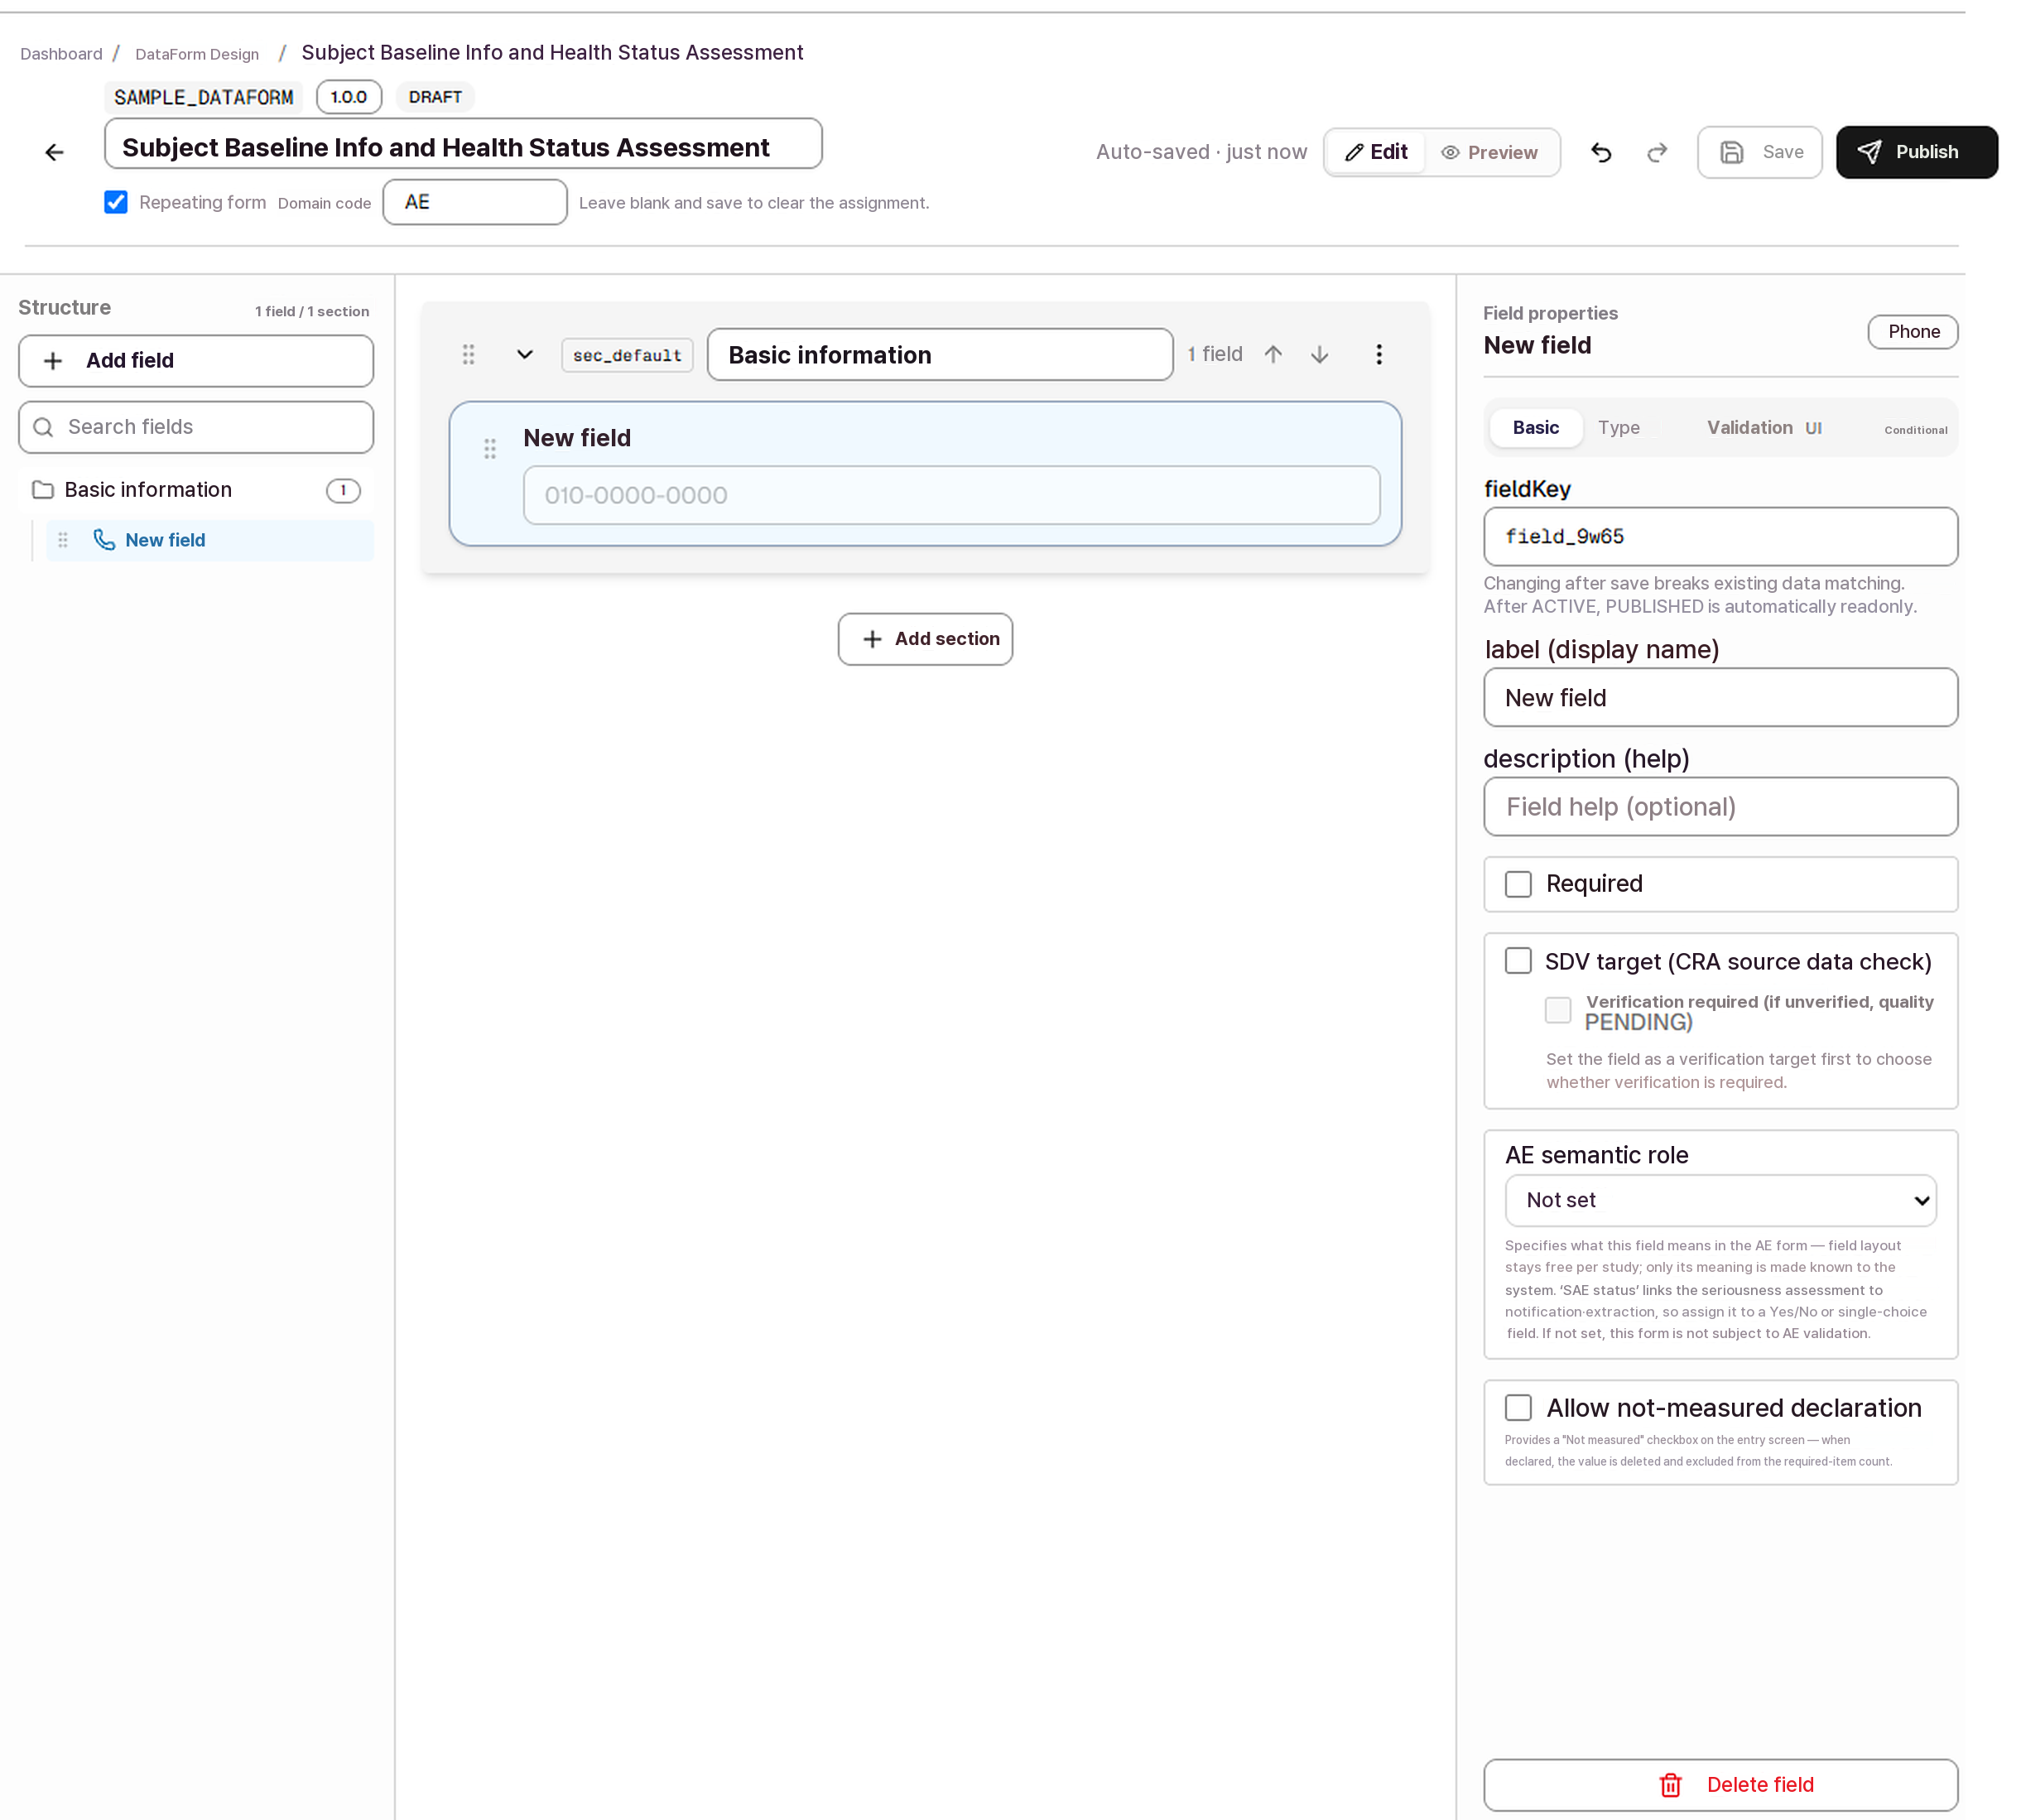 Dashboard / DataForm Design / Subject Baseline Info and Health Status Assessment
SAMPLE_DATAFORM 1.0.0 DRAFT
Subject Baseline Info and Health Status Assessment
Auto-saved · just now Edit Preview Save Publish
Repeating form Domain code AE Leave blank and save to clear the assignment.
Structure 1 field / 1 section
Add field
Search fields
Basic information 1
New field
sec_default Basic information 1 field
New field
010-0000-0000
Add section
Field properties
New field Phone
Basic Type Validation UI Conditional
fieldKey
field_9w65
Changing after save breaks existing data matching.
After ACTIVE, PUBLISHED is automatically readonly.
label (display name)
New field
description (help)
Field help (optional)
Required
SDV target (CRA source data check)
Verification required (if unverified, quality
PENDING)
Set the field as a verification target first to choose
whether verification is required.
AE semantic role
Not set
Specifies what this field means in the AE form — field layout
stays free per study; only its meaning is made known to the
system. ‘SAE status’ links the seriousness assessment to
notification·extraction, so assign it to a Yes/No or single-choice
field. If not set, this form is not subject to AE validation.
Allow not-measured declaration
Provides a "Not measured" checkbox on the entry screen — when
declared, the value is deleted and excluded from the required-item count.
Delete field